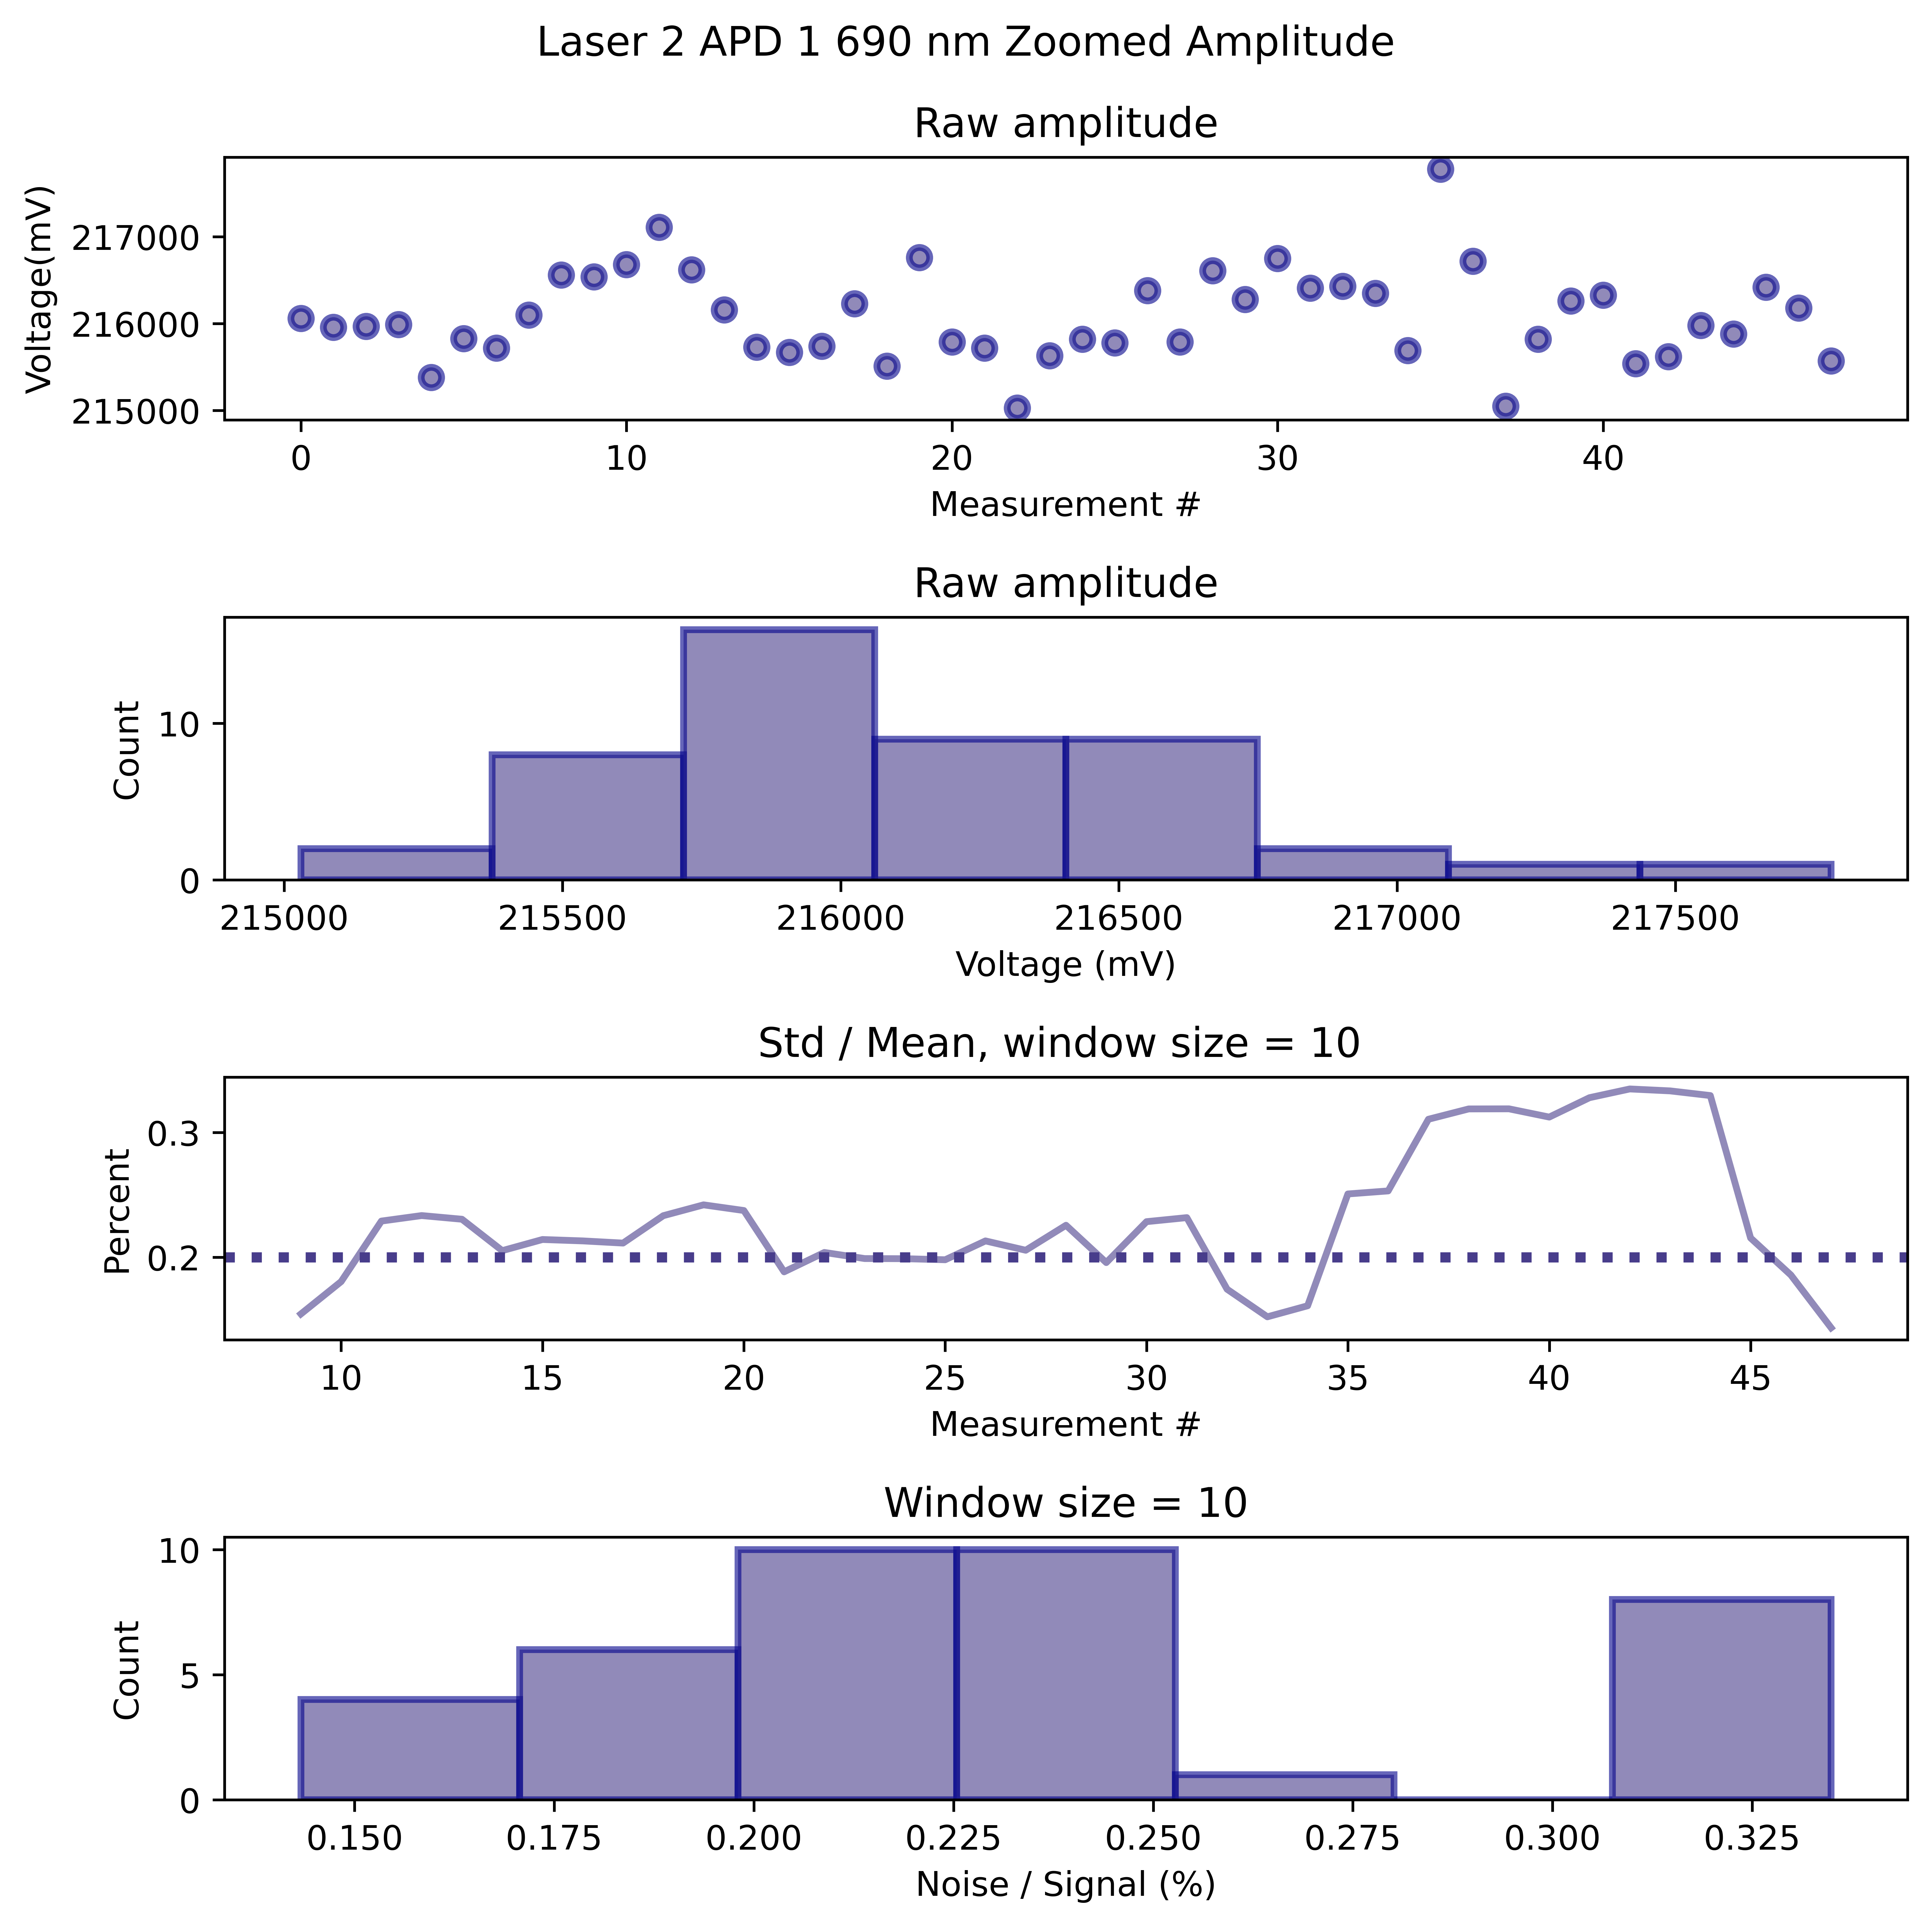 Laser 2 APD 1 690 nm Zoomed Amplitude
Raw amplitude
Voltage(mV)
217000
216000
215000
0 10 20 30 40
Measurement #
Raw amplitude
Count
10
0
215000 215500 216000 216500 217000 217500
Voltage (mV)
Std / Mean, window size = 10
Percent
0.3
0.2
10 15 20 25 30 35 40 45
Measurement #
Window size = 10
Count
10
5
0
0.150 0.175 0.200 0.225 0.250 0.275 0.300 0.325
Noise / Signal (%)